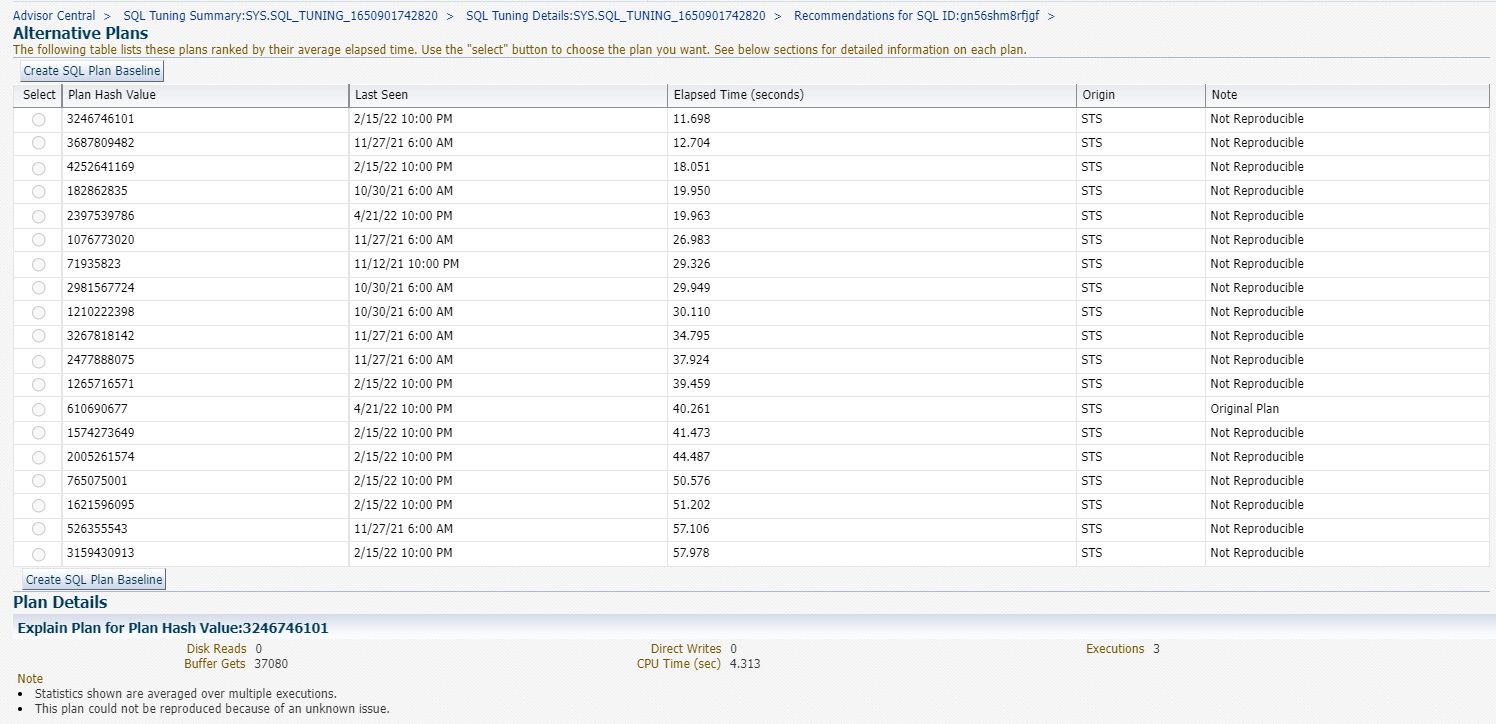 Advisor Central > SQL Tuning Summary:SYS.SQL_TUNING_1650901742820 > SQL Tuning Details:SYS.SQL_TUNING_1650901742820 > Recommendations for SQL ID:gn56shm8rfjgf >
Alternative Plans
The following table lists these plans ranked by their average elapsed time. Use the "select" button to choose the plan you want. See below sections for detailed information on each plan.
Create SQL Plan Baseline
Select Plan Hash Value Last Seen Elapsed Time (seconds) Origin Note
3246746101 2/15/22 10:00 PM 11.698 STS Not Reproducible
3687809482 11/27/21 6:00 AM 12.704 STS Not Reproducible
4252641169 2/15/22 10:00 PM 18.051 STS Not Reproducible
182862835 10/30/21 6:00 AM 19.950 STS Not Reproducible
2397539786 4/21/22 10:00 PM 19.963 STS Not Reproducible
1076773020 11/27/21 6:00 AM 26.983 STS Not Reproducible
71935823 11/12/21 10:00 PM 29.326 STS Not Reproducible
2981567724 10/30/21 6:00 AM 29.949 STS Not Reproducible
1210222398 10/30/21 6:00 AM 30.110 STS Not Reproducible
3267818142 11/27/21 6:00 AM 34.795 STS Not Reproducible
2477888075 11/27/21 6:00 AM 37.924 STS Not Reproducible
1265716571 2/15/22 10:00 PM 39.459 STS Not Reproducible
610690677 4/21/22 10:00 PM 40.261 STS Original Plan
1574273649 2/15/22 10:00 PM 41.473 STS Not Reproducible
2005261574 2/15/22 10:00 PM 44.487 STS Not Reproducible
765075001 2/15/22 10:00 PM 50.576 STS Not Reproducible
1621596095 2/15/22 10:00 PM 51.202 STS Not Reproducible
526355543 11/27/21 6:00 AM 57.106 STS Not Reproducible
3159430913 2/15/22 10:00 PM 57.978 STS Not Reproducible
Create SQL Plan Baseline
Plan Details
Explain Plan for Plan Hash Value:3246746101
Disk Reads 0 Direct Writes 0 Executions 3
Buffer Gets 37080 CPU Time (sec) 4.313
Note
• Statistics shown are averaged over multiple executions.
• This plan could not be reproduced because of an unknown issue.